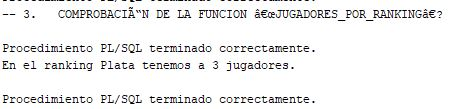 -- 3.   COMPROBACIÃ“N DE LA FUNCION â€œJUGADORES_POR_RANKINGâ€?
Procedimiento PL/SQL terminado correctamente.
En el ranking Plata tenemos a 3 jugadores.
Procedimiento PL/SQL terminado correctamente.